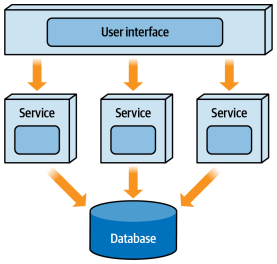 User interface
Service
Service
Service
Database